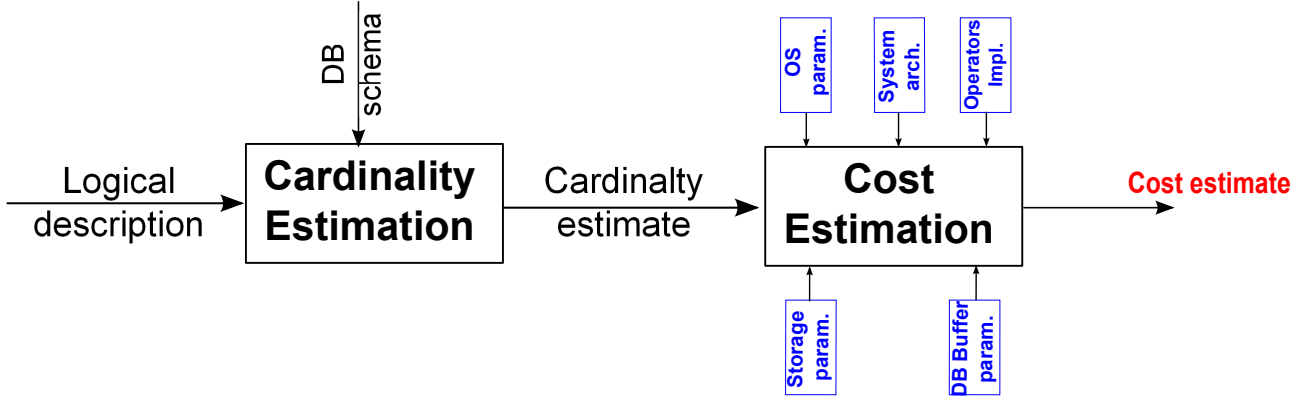 DB
schema
OS
param.
System
arch.
Operators
Impl.
Logical
description
Cardinality
Estimation
Cardinalty
estimate
Cost
Estimation
Cost estimate
Storage
param.
DB Buffer
param.